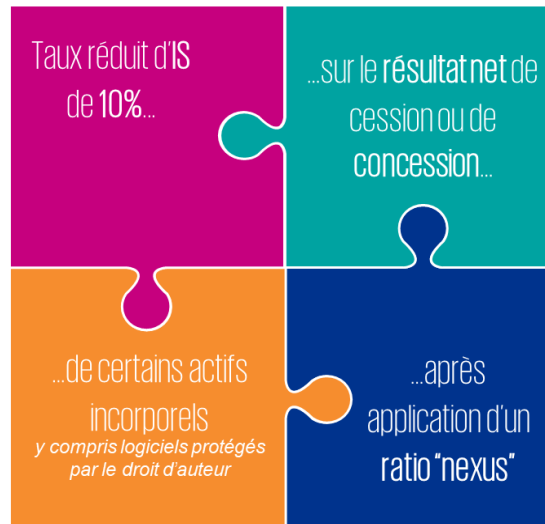 Taux réduit d'IS
de 10%...
...sur le résultat net de
cession ou de
concession...
...de certains actifs
incorporels
y compris logiciels protégés
par le droit d'auteur
...après
application d'un
ratio "nexus"